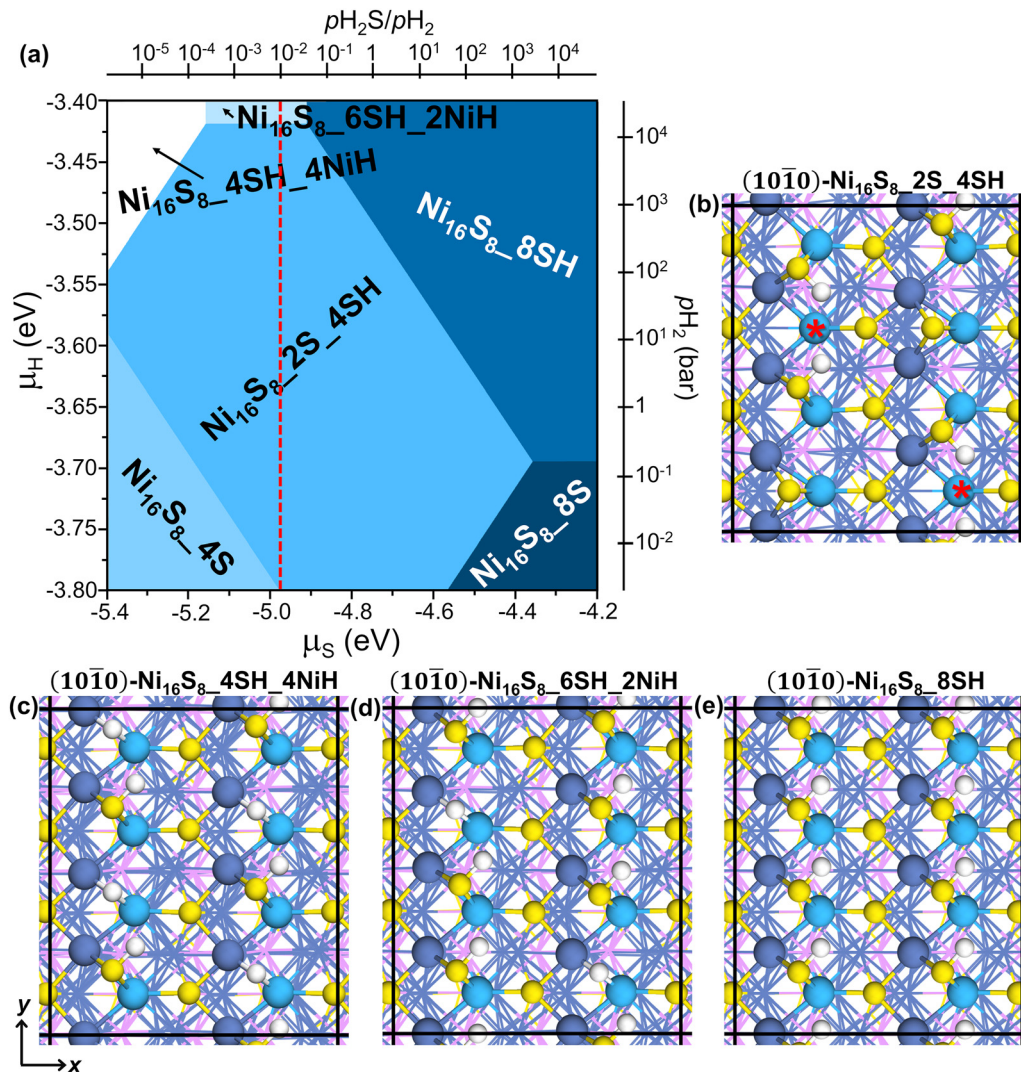 pH₂S/pH₂
(a)
10⁻⁵ 10⁻⁴ 10⁻³ 10⁻² 10⁻¹ 1 10¹ 10² 10³ 10⁴
-3.40
-3.45
-3.50
-3.55
-3.60
-3.65
-3.70
-3.75
-3.80
μH (eV)
Ni₁₆S₈_6SH_2NiH
Ni₁₆S₈_4SH_4NiH
Ni₁₆S₈_8SH
Ni₁₆S₈_2S_4SH
Ni₁₆S₈_4S
Ni₁₆S₈_8S
10⁴
10³
10²
10¹
1
10⁻¹
10⁻²
pH₂ (bar)
-5.4 -5.2 -5.0 -4.8 -4.6 -4.4 -4.2
μS (eV)
(101̅0)-Ni₁₆S₈_2S_4SH
(b)
*
*
(101̅0)-Ni₁₆S₈_4SH_4NiH
(c)
(101̅0)-Ni₁₆S₈_6SH_2NiH
(d)
(101̅0)-Ni₁₆S₈_8SH
(e)
y
x